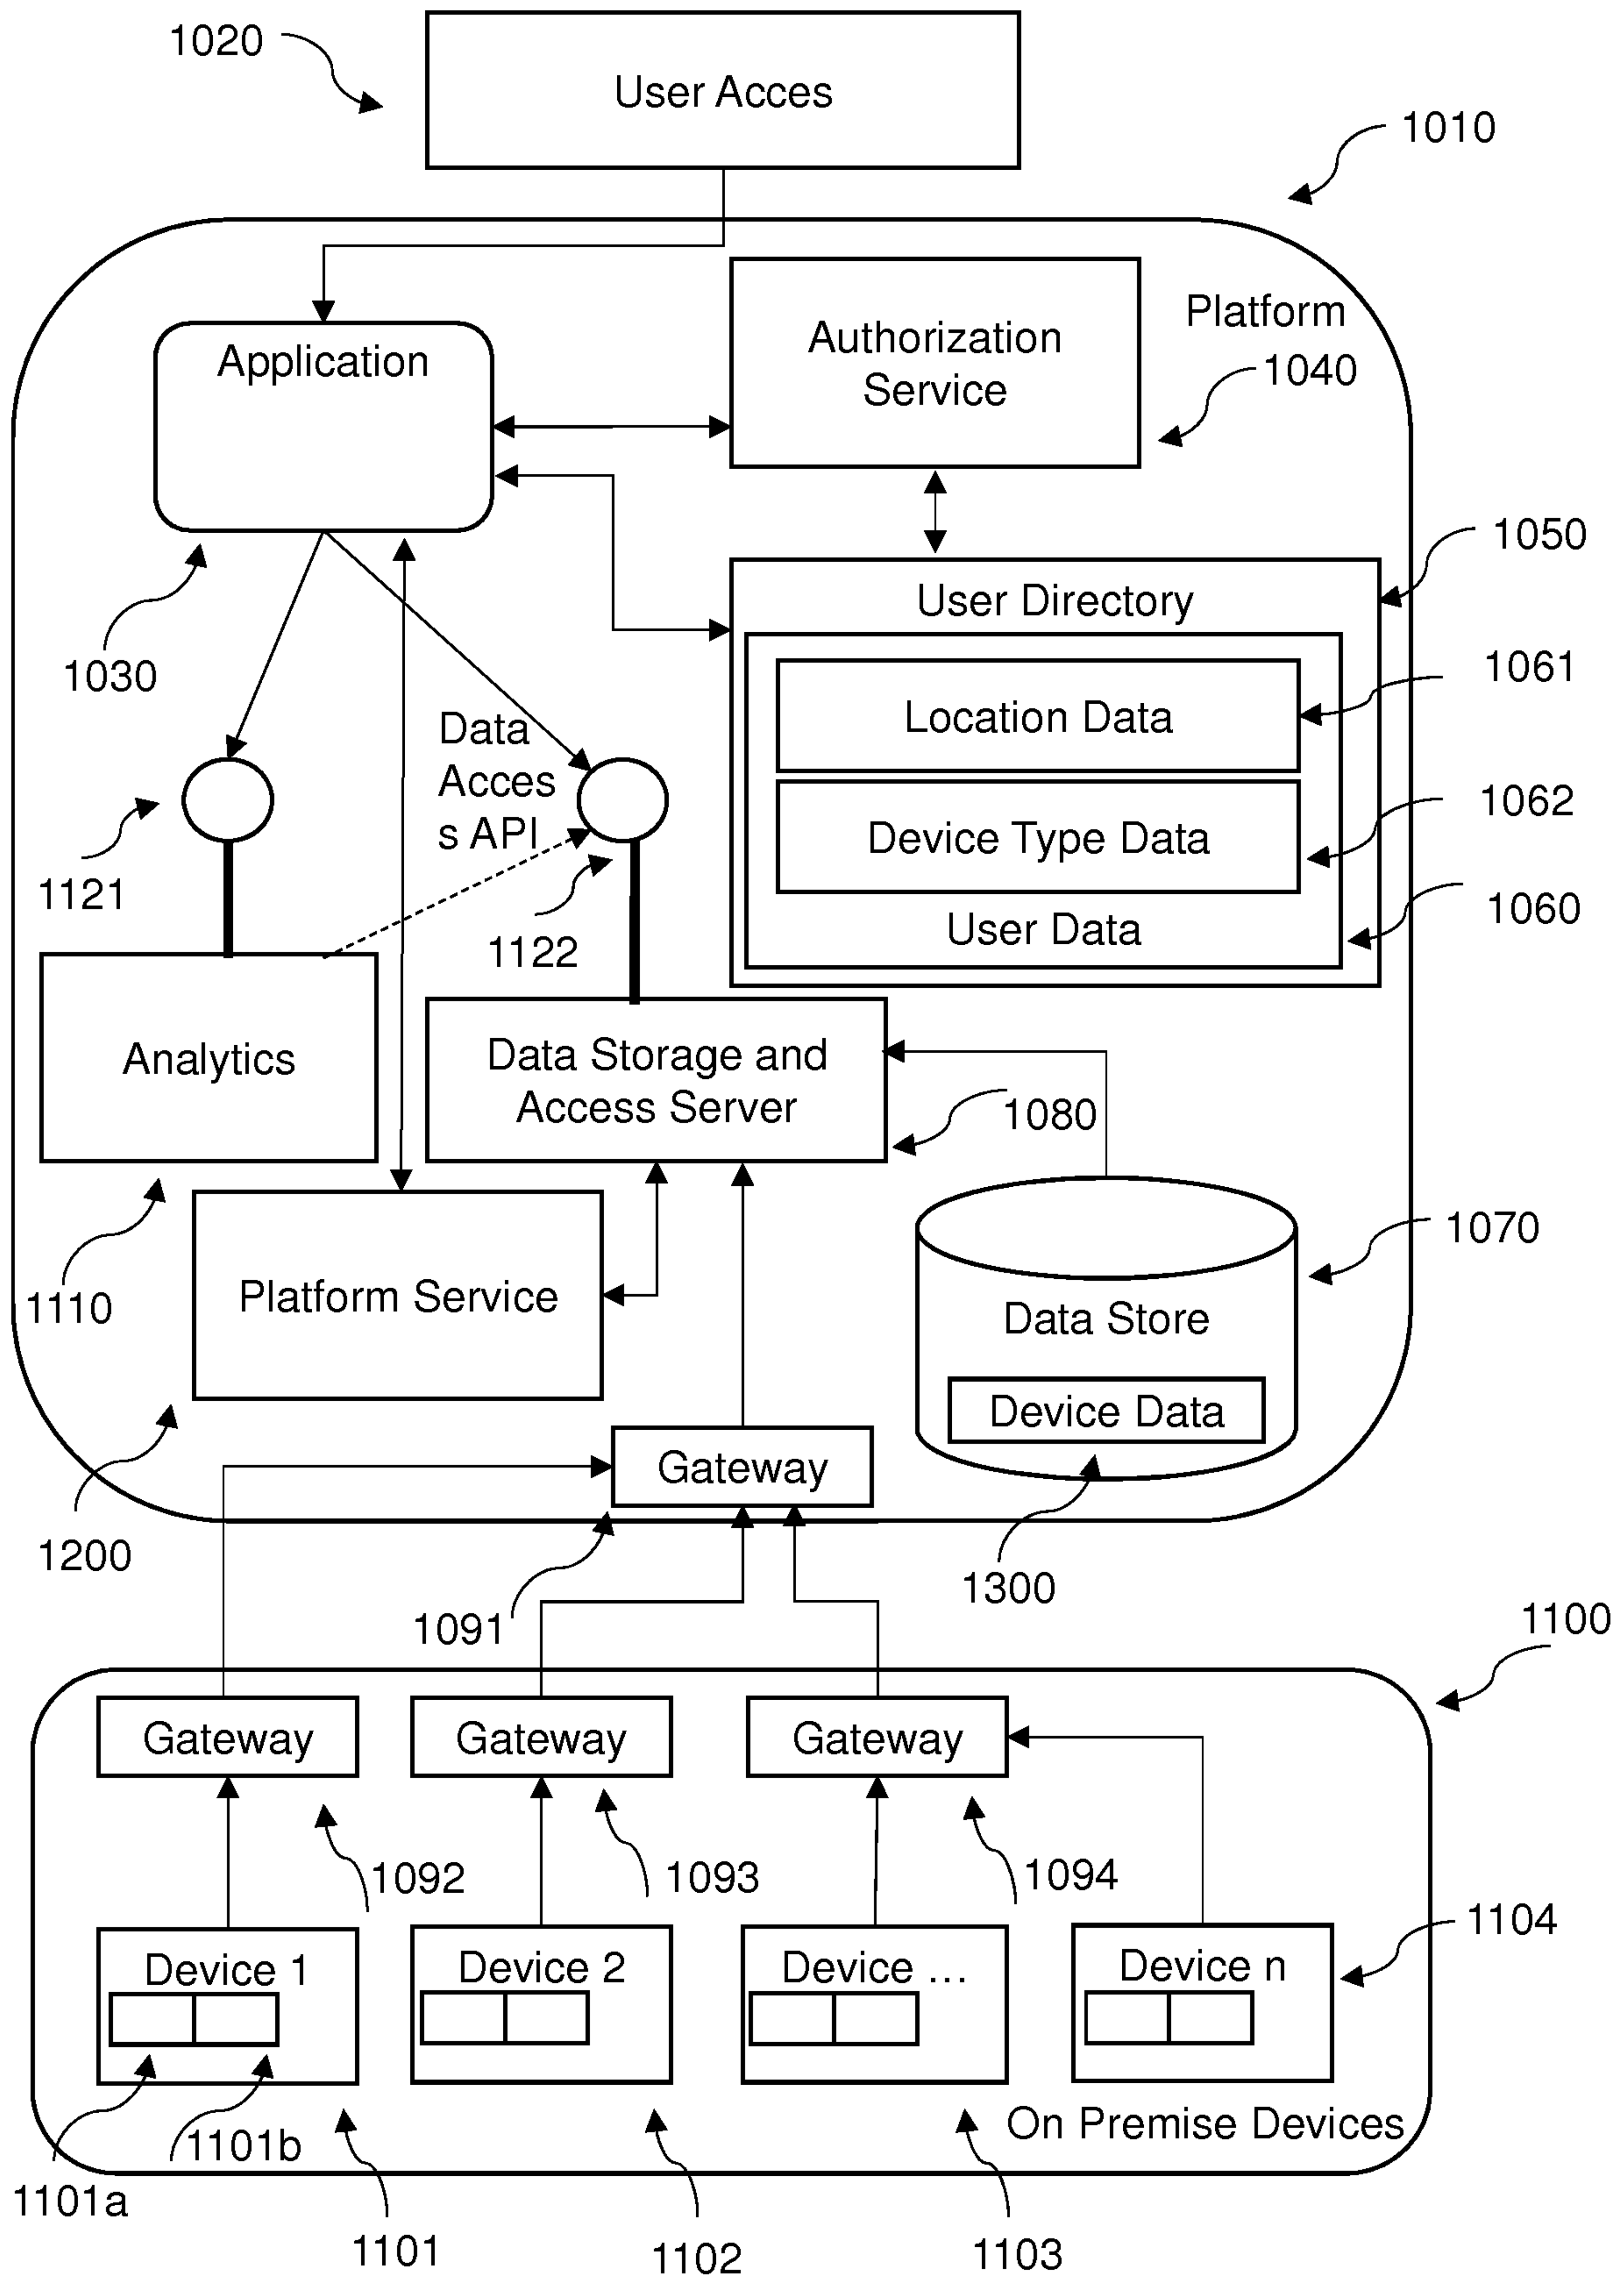 1020
User Acces
1010
Platform
Application
Authorization
Service
1040
1050
User Directory
1030
1061
Location Data
Data
Acces
s API
1062
Device Type Data
1121
1060
User Data
1122
Analytics
Data Storage and
Access Server
1080
1070
1110
Platform Service
Data Store
Device Data
Gateway
1200
1300
1091
1100
Gateway
Gateway
Gateway
1092
1093
1094
1104
Device 1
Device 2
Device ...
Device n
On Premise Devices
1101b
1101a
1101
1102
1103